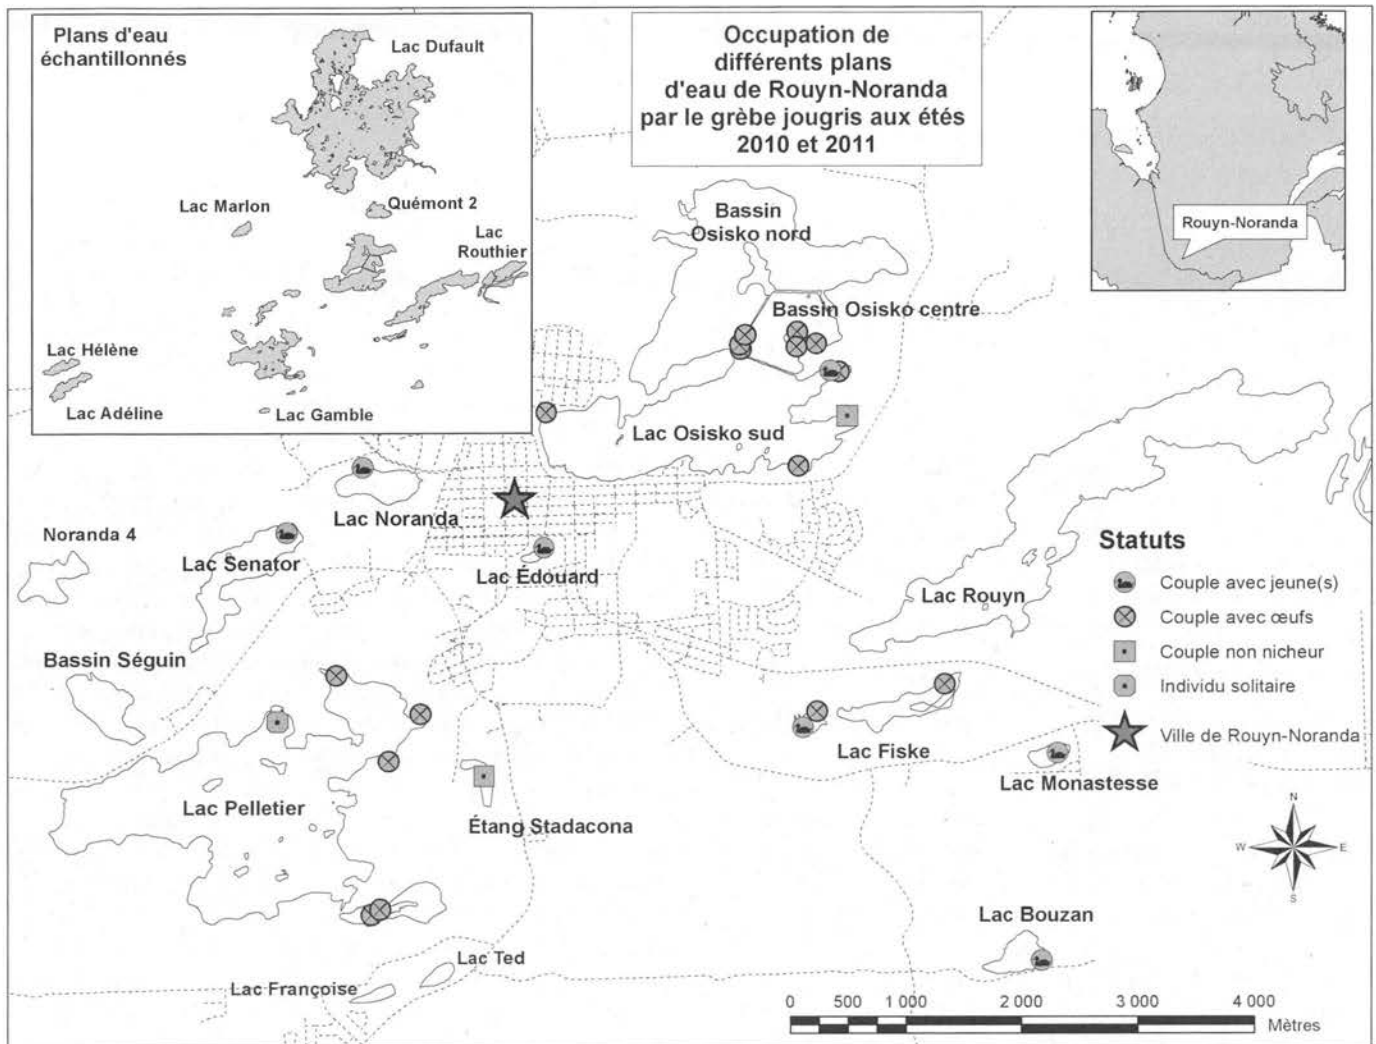 Plans d'eau
échantillonnés
Lac Dufault
Lac Marlon
Quémont 2
Lac
Routhier
Lac Hélène
Lac Adéline
Lac Gamble
Occupation de
différents plans
d'eau de Rouyn-Noranda
par le grèbe jougris aux étés
2010 et 2011
Rouyn-Noranda
Bassin
Osisko nord
Bassin Osisko centre
Lac Osisko sud
Lac Noranda
Noranda 4
Lac Senator
Lac Édouard
Lac Rouyn
Bassin Séguin
Lac Fiske
Lac Monastesse
Lac Pelletier
Étang Stadacona
Lac Bouzan
Lac Ted
Lac Françoise
Statuts
Couple avec jeune(s)
Couple avec œufs
Couple non nicheur
Individu solitaire
Ville de Rouyn-Noranda
N
W
E
S
0 500 1 000 2 000 3 000 4 000
Mètres